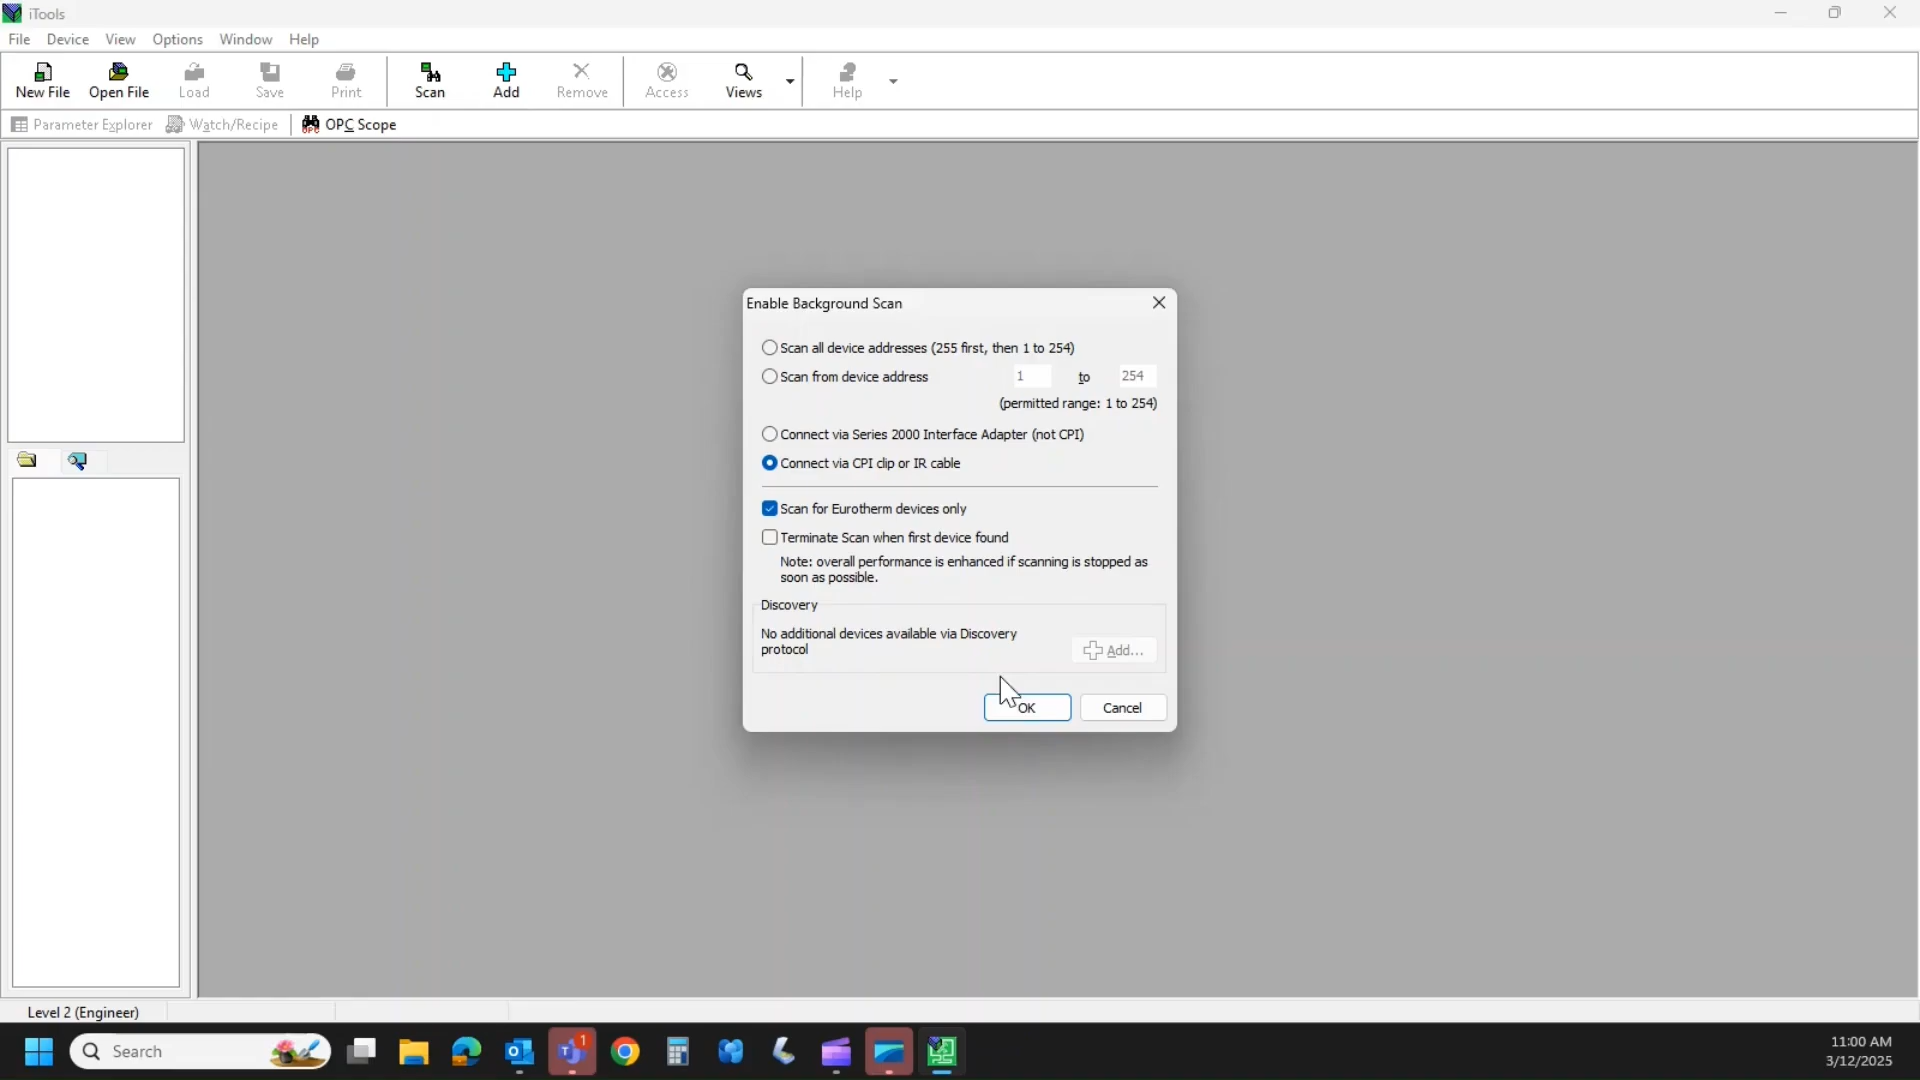 iTools
File Device View Options Window Help
New File Open File Load Save Print Scan Add Remove Access Views Help
Parameter Explorer Watch/Recipe OPC OPC Scope
Enable Background Scan
Scan all device addresses (255 first, then 1 to 254)
Scan from device address 1 to 254
(permitted range: 1 to 254)
Connect via Series 2000 Interface Adapter (not CPI)
Connect via CPI clip or IR cable
Scan for Eurotherm devices only
Terminate Scan when first device found
Note: overall performance is enhanced if scanning is stopped as
soon as possible.
Discovery
No additional devices available via Discovery
protocol
Add...
OK Cancel
Level 2 (Engineer)
Search
T 1
11:00 AM
3/12/2025